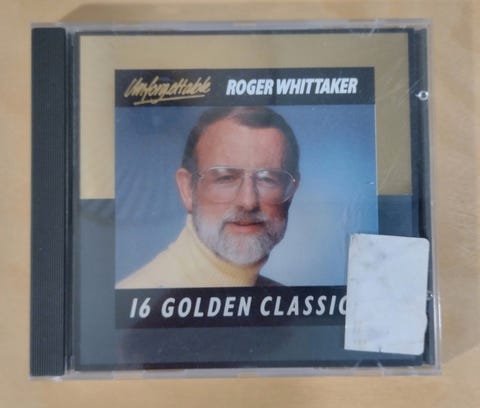 Unforgettable ROGER WHITTAKER
16 GOLDEN CLASSIC